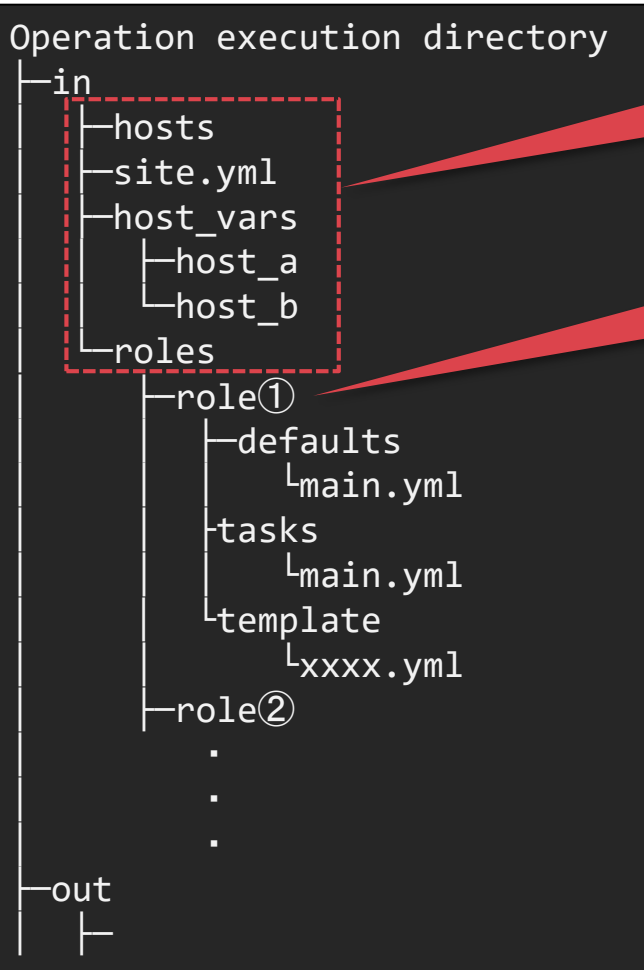 Operation execution directory
├─in
│ ├─hosts
│ ├─site.yml
│ ├─host_vars
│ │ ├─host_a
│ │ └─host_b
│ └─roles
│ ├─role①
│ │ ├─defaults
│ │ │ └main.yml
│ │ ├tasks
│ │ │ └main.yml
│ │ └template
│ │ └xxxx.yml
│ ├─role②
│ .
│ .
│ .
├─out
│ ├─